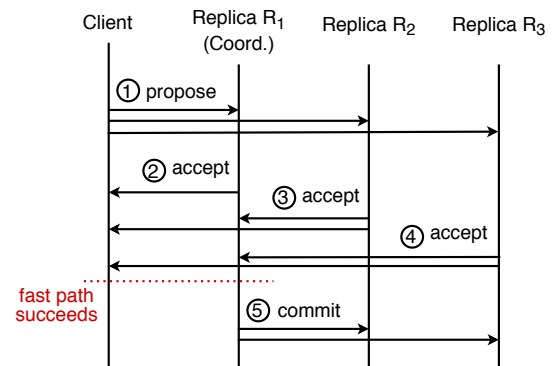 Client
Replica R1
(Coord.)
Replica R2
Replica R3
① propose
② accept
③ accept
④ accept
fast path
succeeds
⑤ commit